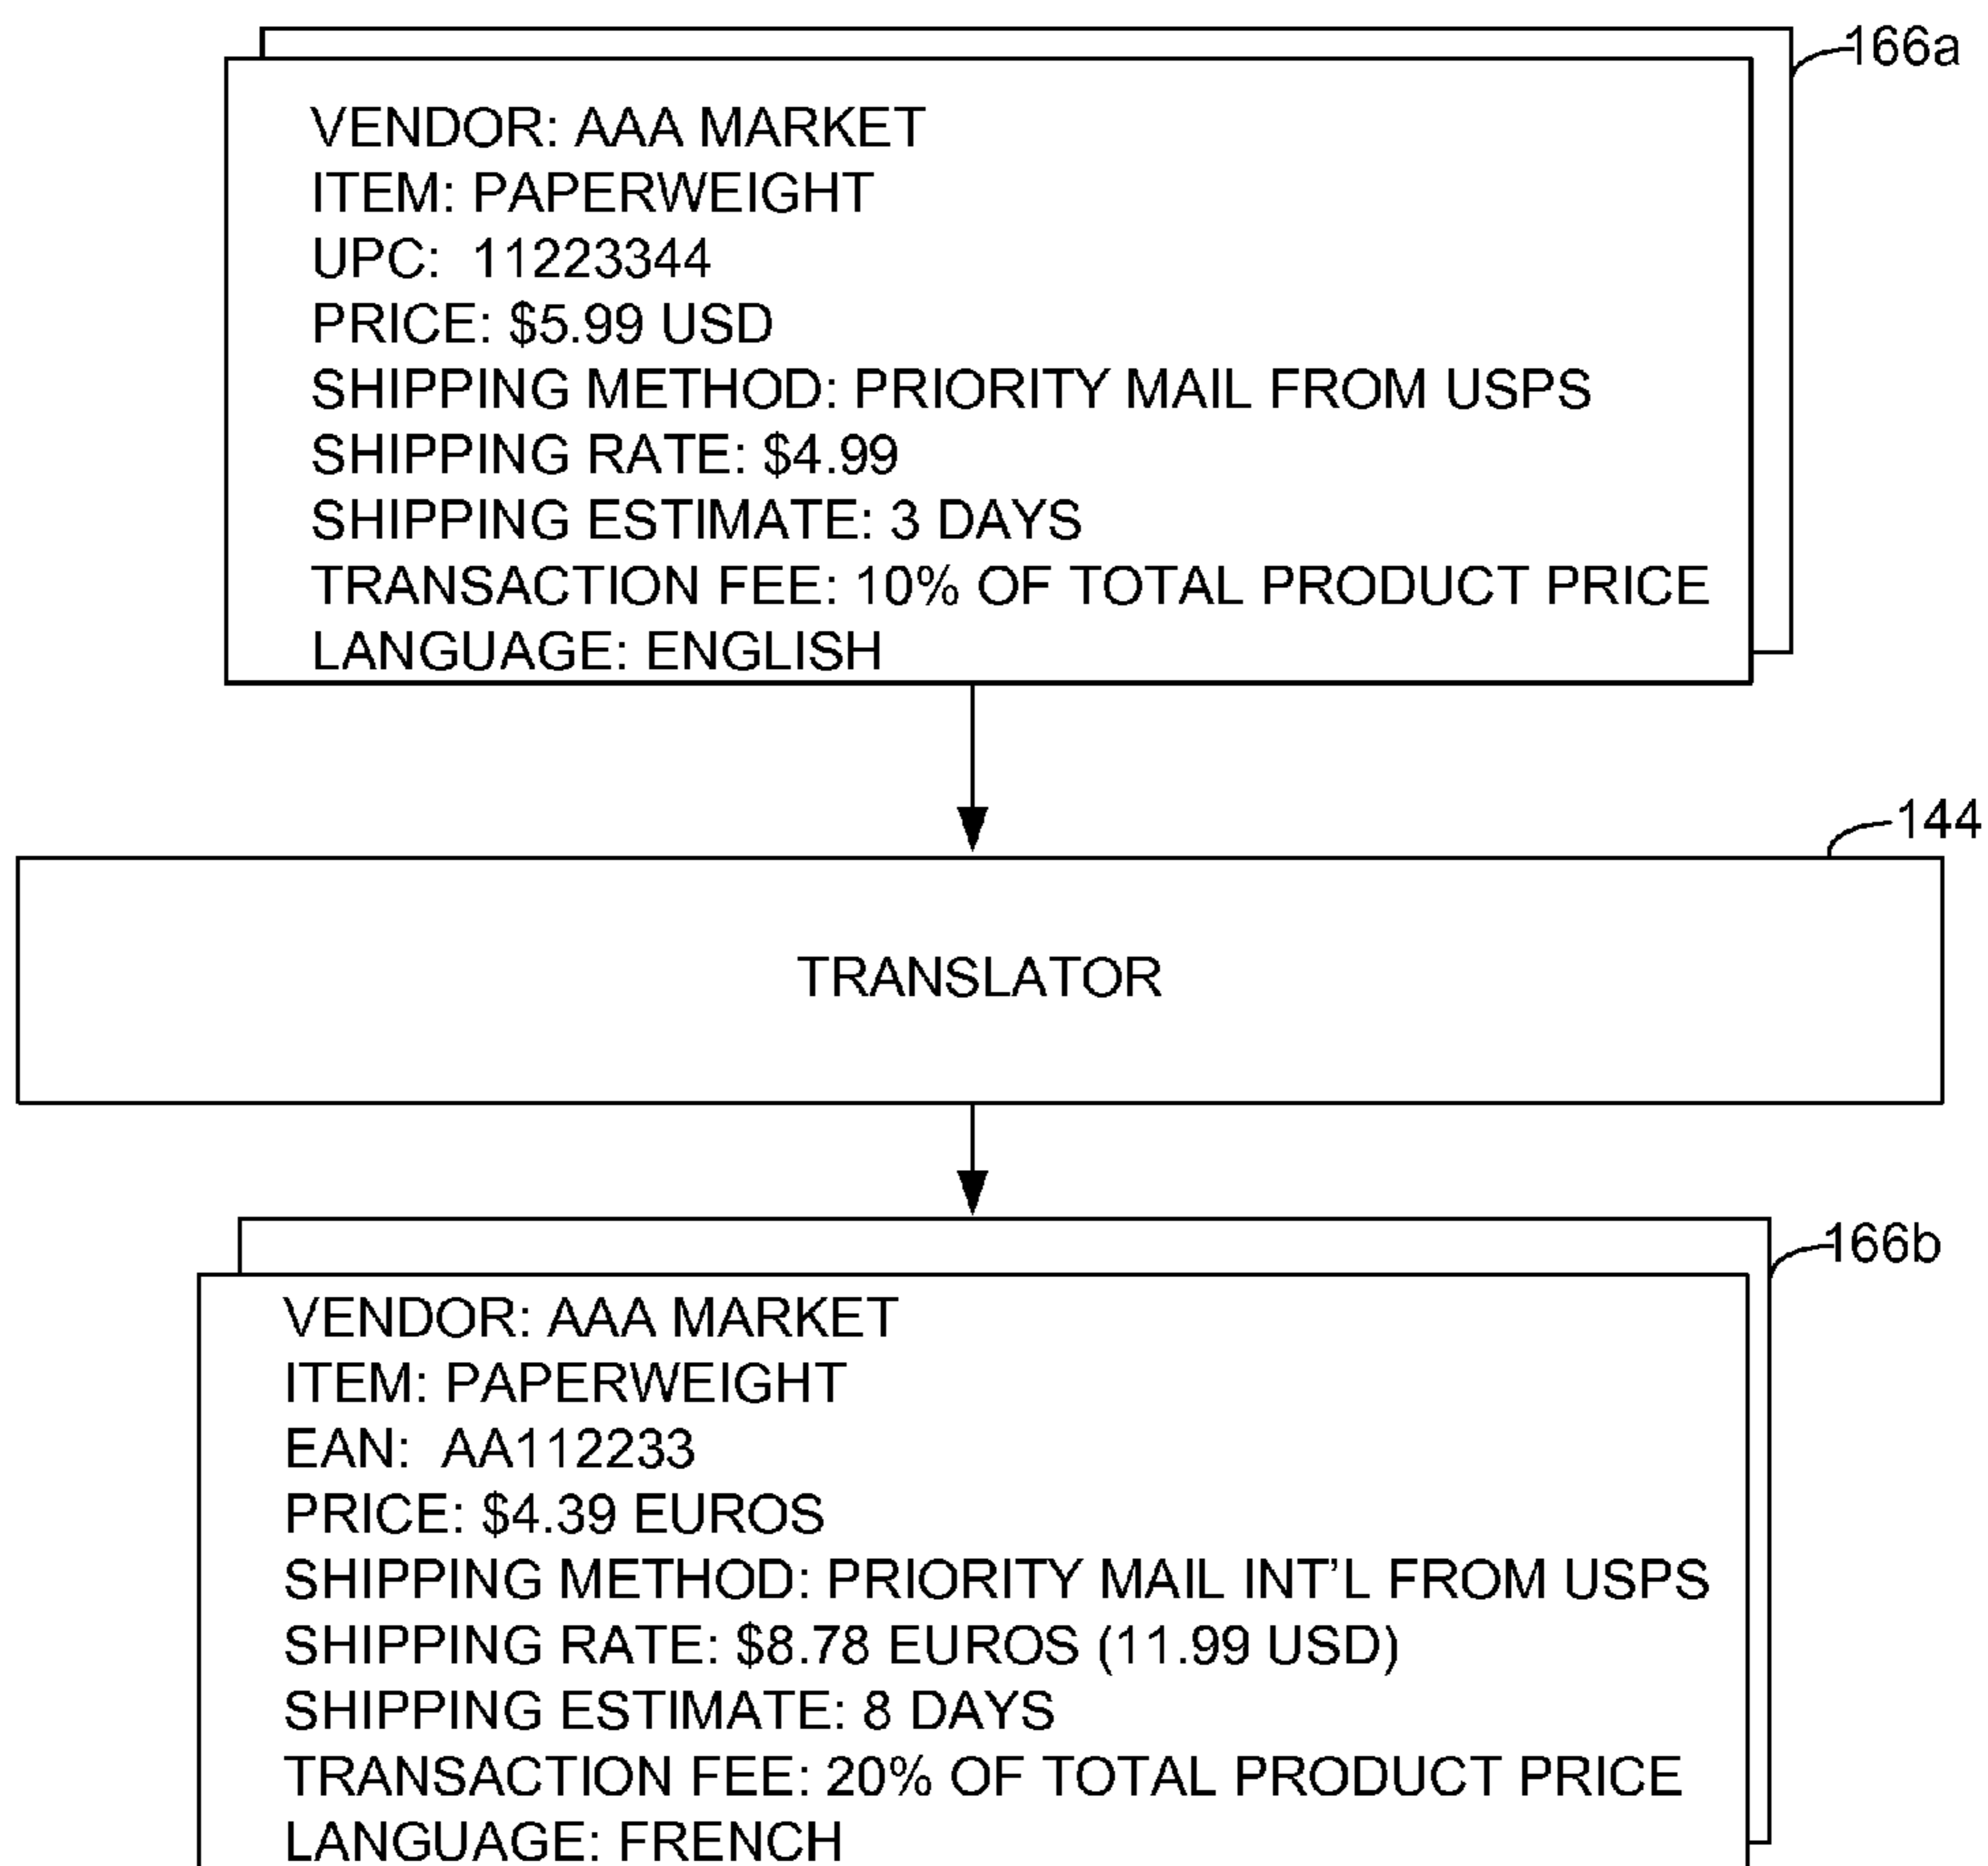 166a
VENDOR: AAA MARKET
ITEM: PAPERWEIGHT
UPC: 11223344
PRICE: $5.99 USD
SHIPPING METHOD: PRIORITY MAIL FROM USPS
SHIPPING RATE: $4.99
SHIPPING ESTIMATE: 3 DAYS
TRANSACTION FEE: 10% OF TOTAL PRODUCT PRICE
LANGUAGE: ENGLISH
144
TRANSLATOR
166b
VENDOR: AAA MARKET
ITEM: PAPERWEIGHT
EAN: AA112233
PRICE: $4.39 EUROS
SHIPPING METHOD: PRIORITY MAIL INT’L FROM USPS
SHIPPING RATE: $8.78 EUROS (11.99 USD)
SHIPPING ESTIMATE: 8 DAYS
TRANSACTION FEE: 20% OF TOTAL PRODUCT PRICE
LANGUAGE: FRENCH